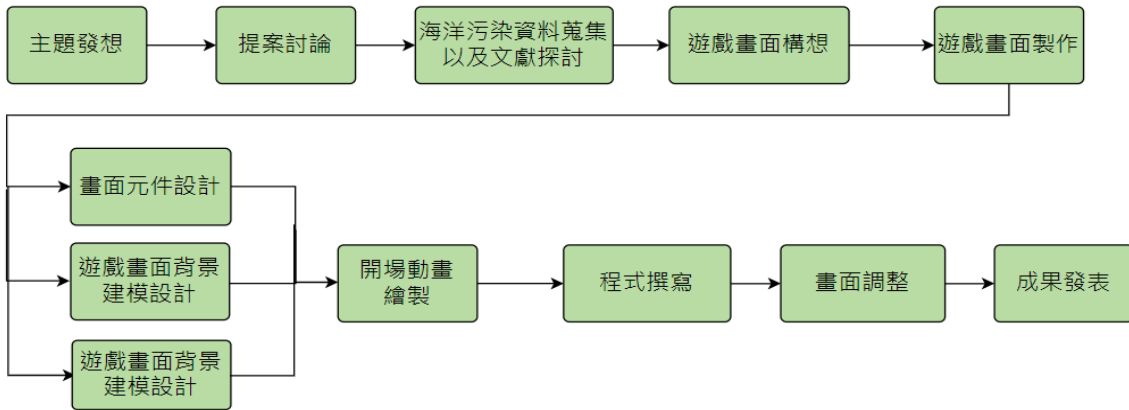 主題發想
提案討論
海洋污染資料蒐集
以及文獻探討
遊戲畫面構想
遊戲畫面製作
畫面元件設計
遊戲畫面背景
建模設計
遊戲畫面背景
建模設計
開場動畫
繪製
程式撰寫
畫面調整
成果發表